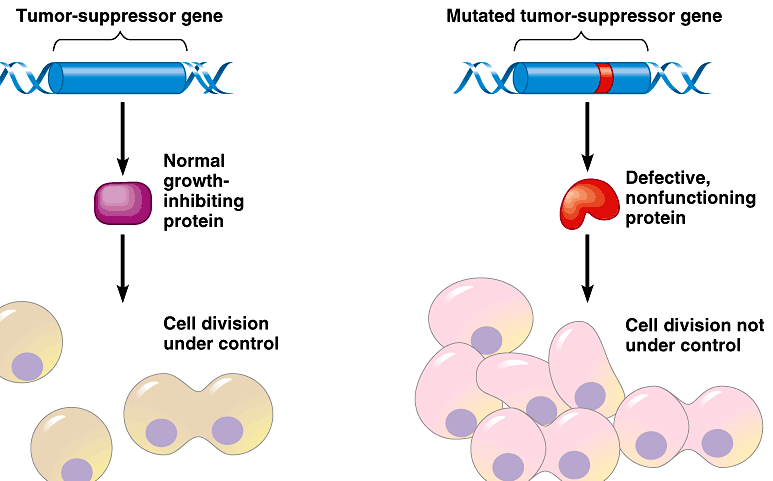 Tumor-suppressor gene
Normal
growth-
inhibiting
protein
Cell division
under control
Mutated tumor-suppressor gene
Defective,
nonfunctioning
protein
Cell division not
under control